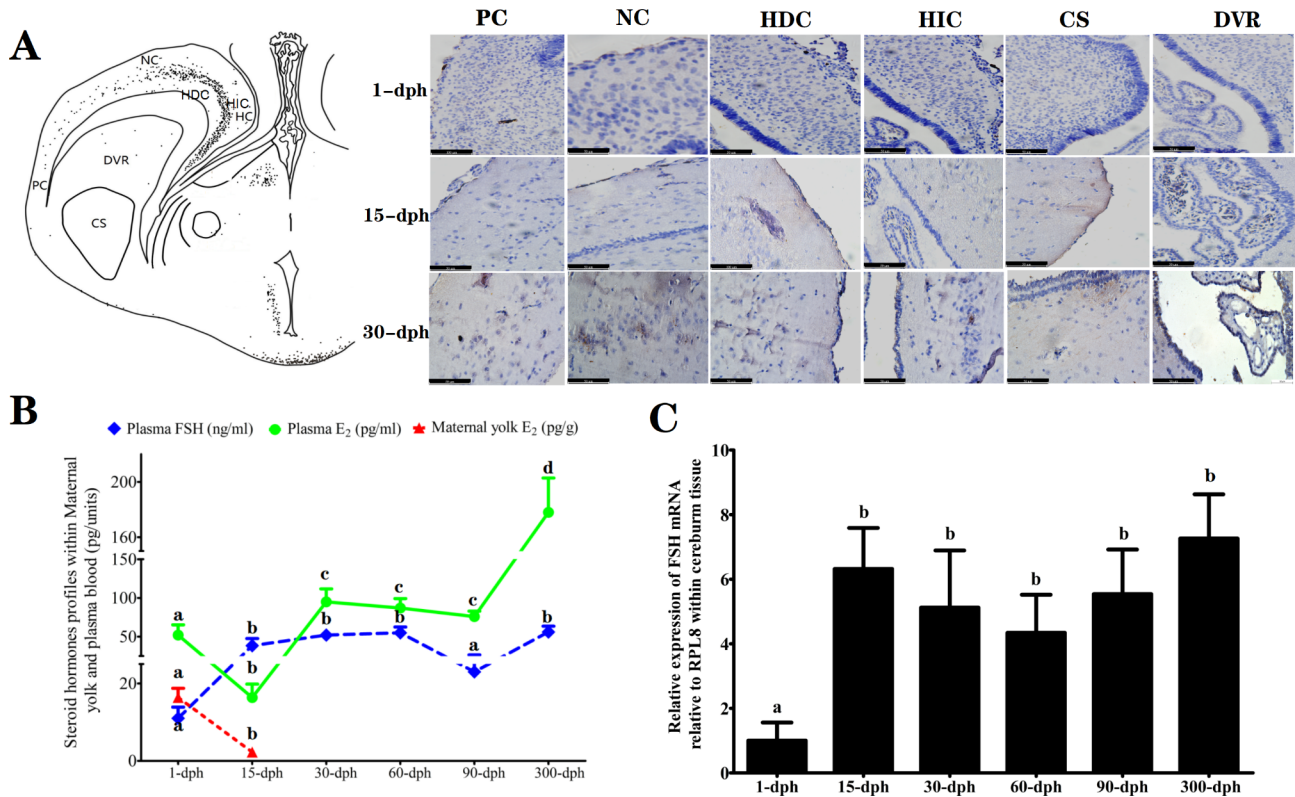 A
PC NC HDC HIC CS DVR
NC
HDC
HIC
HC
DVR
PC
CS
1-dph
15-dph
30-dph
B
Plasma FSH (ng/ml) Plasma E2 (pg/ml) Maternal yolk E2 (pg/g)
Steroid hormones profiles within Maternal
yolk and plasma blood (pg/units)
200
160
150
100
50
20
0
a
b
c
c
c
d
b
b
b
a
b
a
a
b
1-dph 15-dph 30-dph 60-dph 90-dph 300-dph
C
Relative expression of FSH mRNA
relative to RPL8 within cereburm tissue
10
8
6
4
2
0
a b b b b b
1-dph 15-dph 30-dph 60-dph 90-dph 300-dph